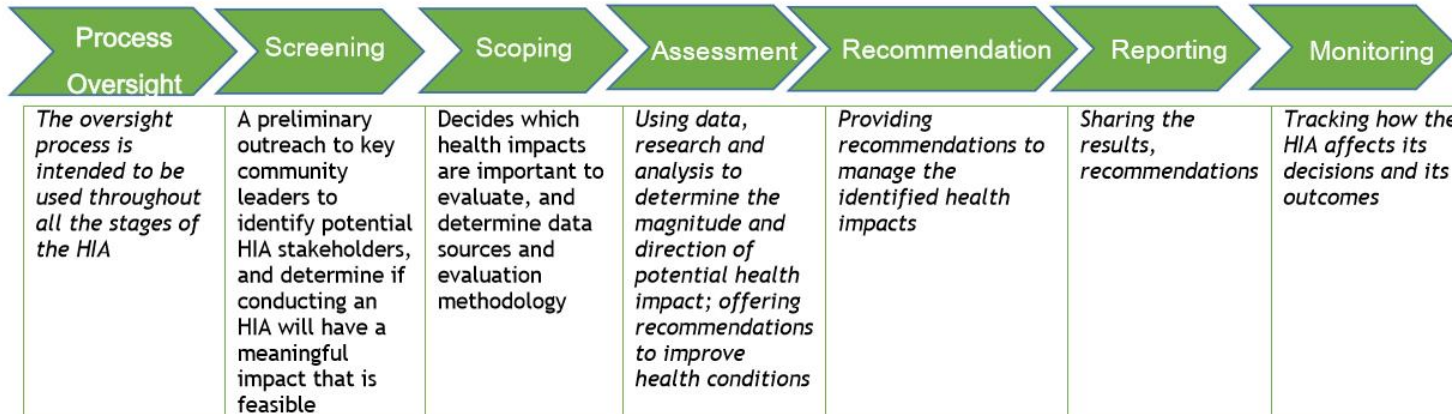 Process
Oversight
Screening
Scoping
Assessment
Recommendation
Reporting
Monitoring
The oversight
process is
intended to be
used throughout
all the stages of
the HIA
A preliminary
outreach to key
community
leaders to
identify potential
HIA stakeholders,
and determine if
conducting an
HIA will have a
meaningful
impact that is
feasible
Decides which
health impacts
are important to
evaluate, and
determine data
sources and
evaluation
methodology
Using data,
research and
analysis to
determine the
magnitude and
direction of
potential health
impact; offering
recommendations
to improve
health conditions
Providing
recommendations to
manage the
identified health
impacts
Sharing the
results,
recommendations
Tracking how the
HIA affects its
decisions and its
outcomes